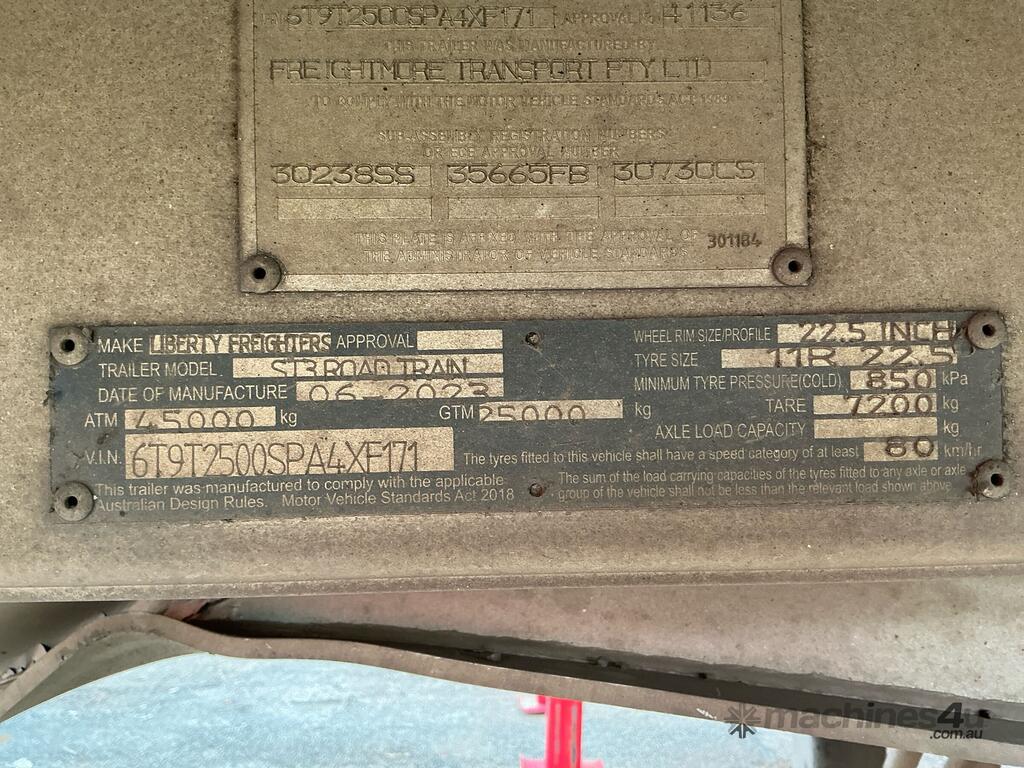 6T9T2500SPA4XF171 APPROVAL No 41136
THIS TRAILER WAS MANUFACTURED BY
FREIGHTMORE TRANSPORT PTY LTD
TO COMPLY WITH THE MOTOR VEHICLE STANDARDS ACT 1989
SUB-ASSEMBLY REGISTRATION NUMBERS
OR ECE APPROVAL NUMBER
30238SS 35665FB 30730CS
THIS PLATE IS AFFIXED WITH THE APPROVAL OF 301184
THE ADMINISTRATOR OF VEHICLE STANDARDS
MAKE LIBERTY FREIGHTERS APPROVAL
TRAILER MODEL ST3 ROAD TRAIN
DATE OF MANUFACTURE 06-2023
ATM 45000 kg GTM 25000 kg
V.I.N. 6T9T2500SPA4XF171
This trailer was manufactured to comply with the applicable
Australian Design Rules. Motor Vehicle Standards Act 2018
WHEEL RIM SIZE/PROFILE 22.5 INCH
TYRE SIZE 11R 22.5
MINIMUM TYRE PRESSURE(COLD) 850 kPa
TARE 7200 kg
AXLE LOAD CAPACITY kg
The tyres fitted to this vehicle shall have a speed category of at least 80 km/hr
The sum of the load carrying capacities of the tyres fitted to any axle or axle
group of the vehicle shall not be less than the relevant load shown above
machines4u
.com.au